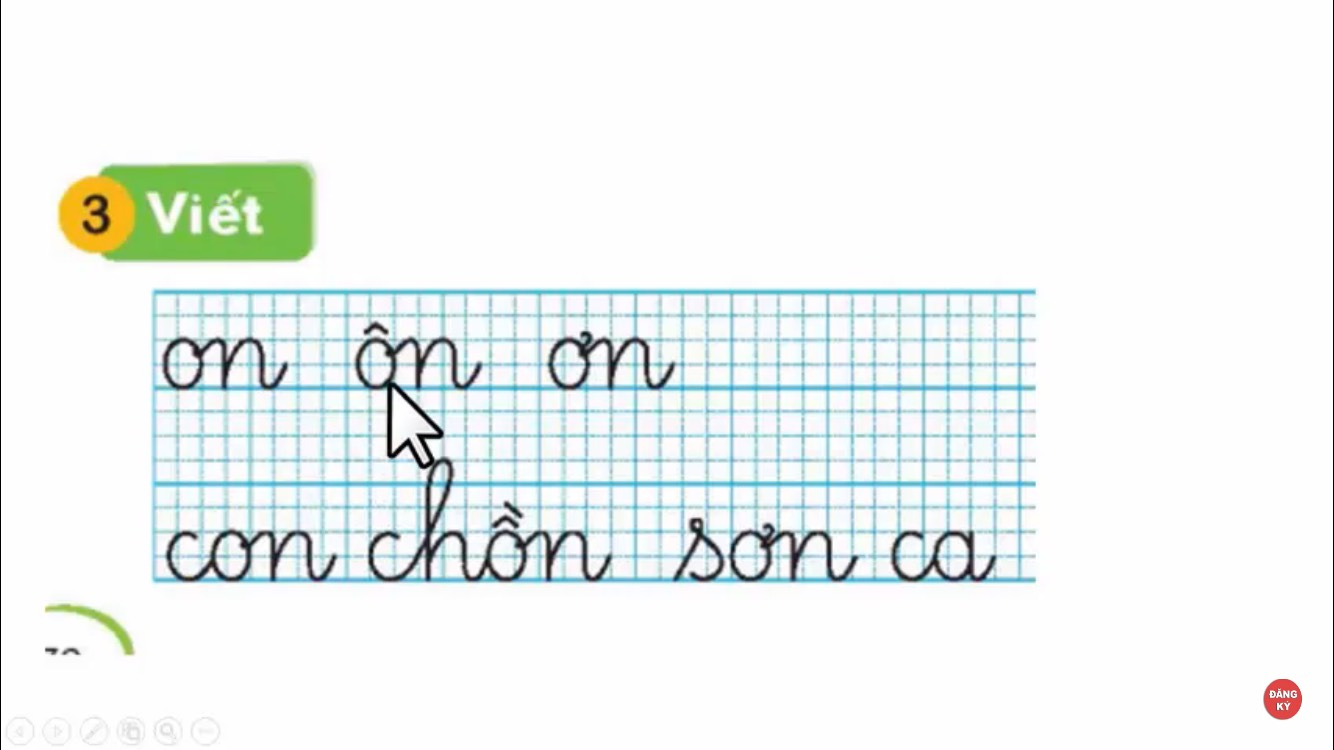 3 Viết
on ôn ơn
con chồn sơn ca
ĐĂNG
KÝ